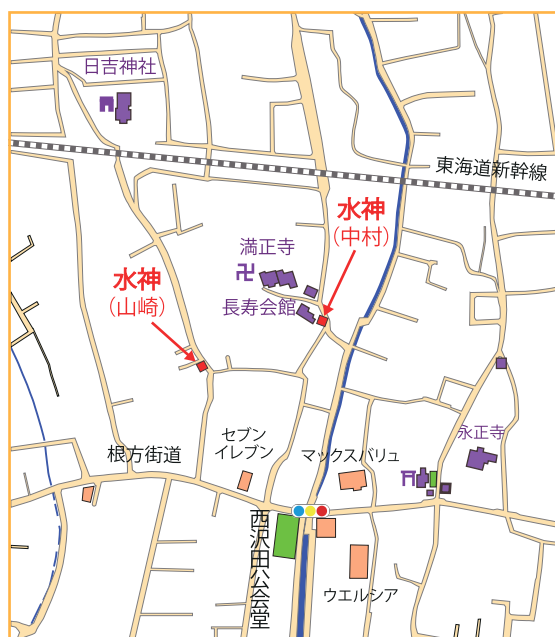 日吉神社
東海道新幹線
水神
（中村）
満正寺
卍
水神
（山崎）
長寿会館
セブン
イレブン
永正寺
根方街道
マックスバリュ
西沢田公会堂
ウエルシア